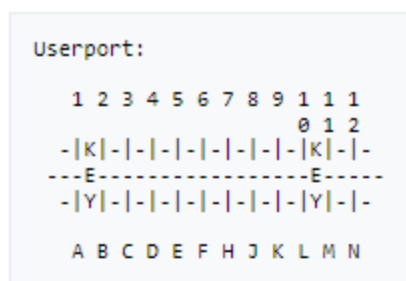 Userport:
1 2 3 4 5 6 7 8 9 1 1 1
0 1 2
-|K|-|-|-|-|-|-|-|K|-|-
---E-----------------E-----
-|Y|-|-|-|-|-|-|-|Y|-|-
A B C D E F H J K L M N